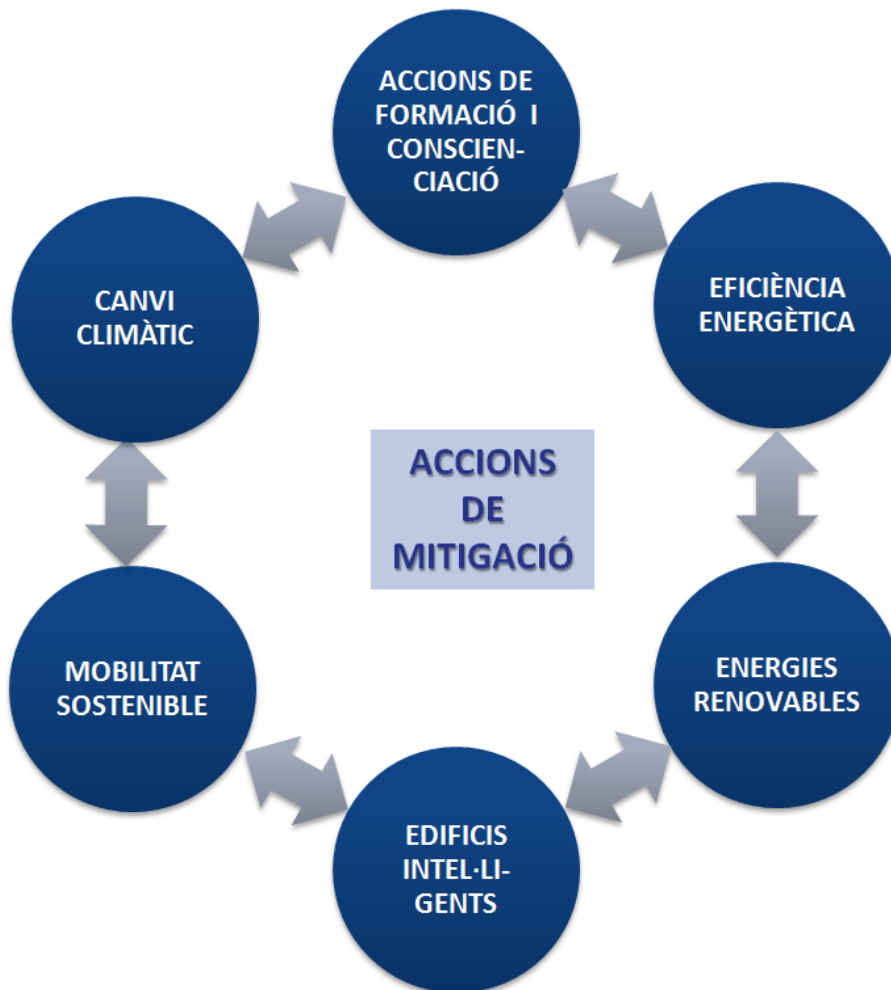 ACCIONS DE
FORMACIÓ I
CONSCIEN-
CIACIÓ
CANVI
CLIMÀTIC
EFICIÈNCIA
ENERGÈTICA
ACCIONS
DE
MITIGACIÓ
MOBILITAT
SOSTENIBLE
ENERGIES
RENOVABLES
EDIFICIS
INTEL·LI-
GENTS